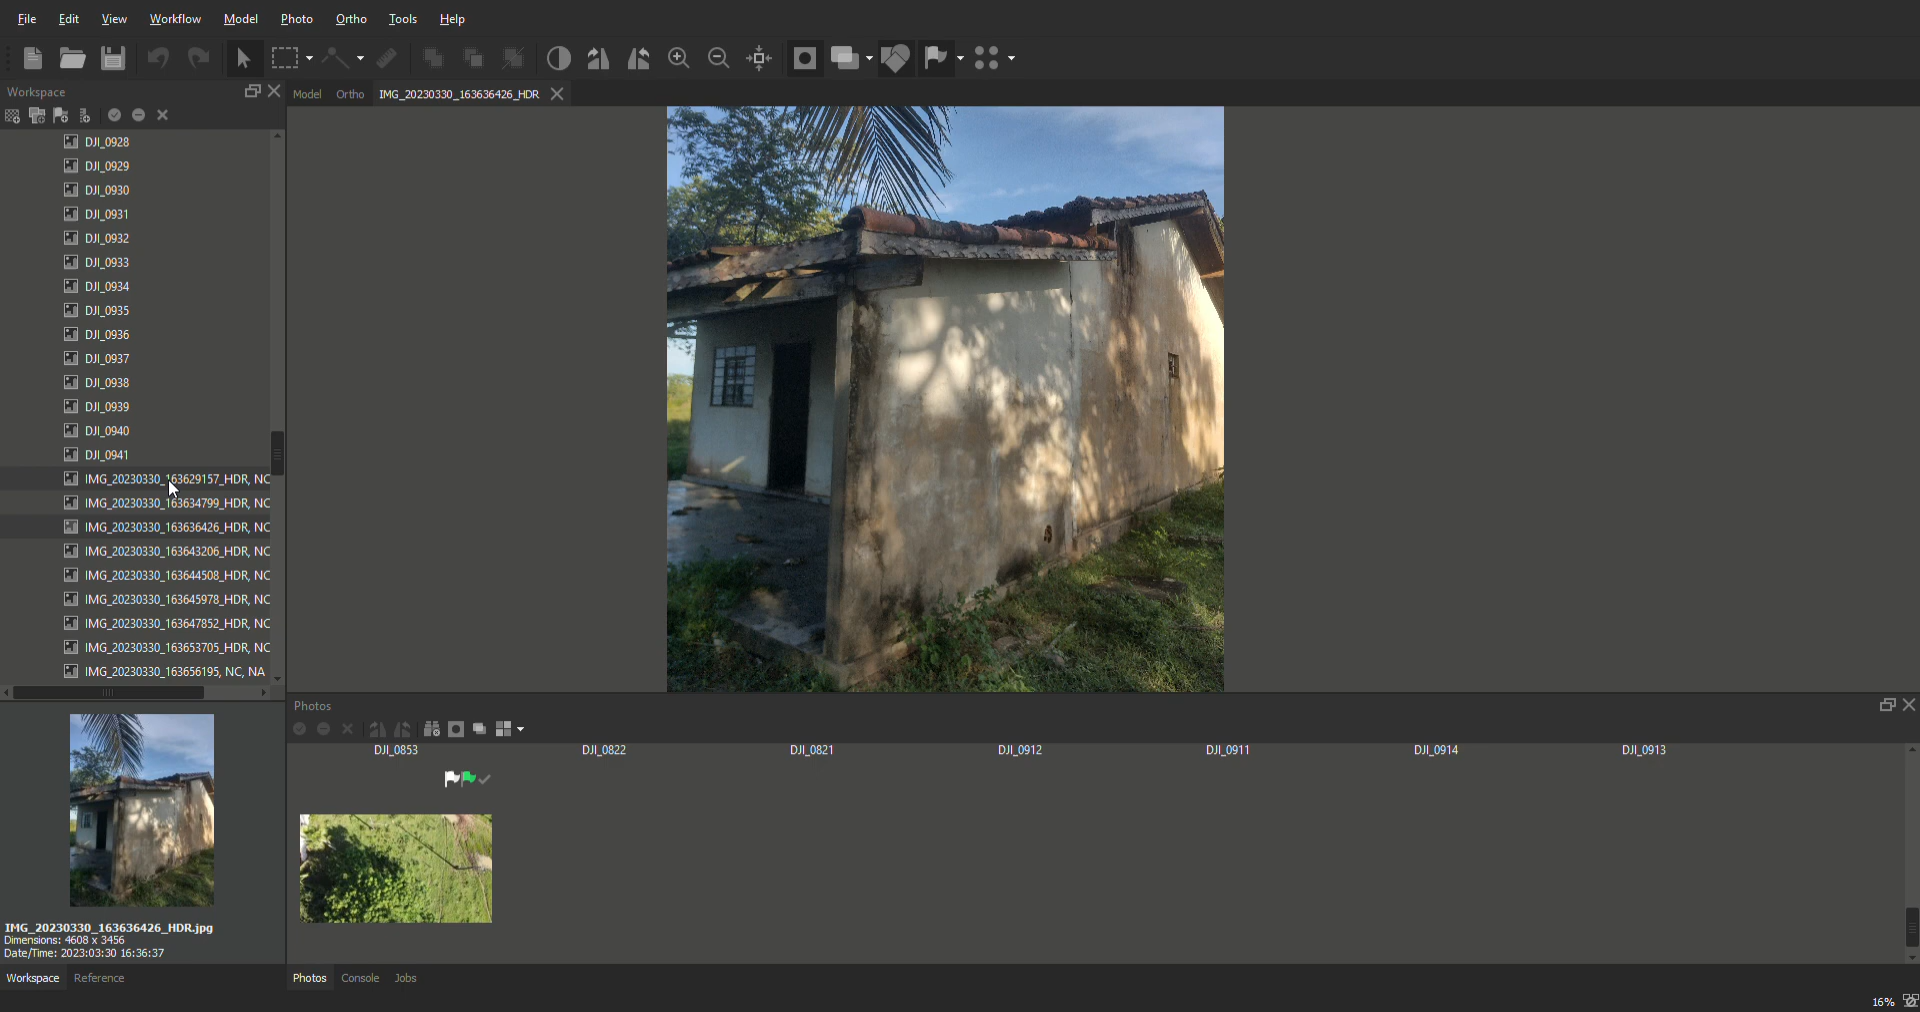 File Edit View Workflow Model Photo Ortho Tools Help
Workspace
Model Ortho IMG_20230330_163636426_HDR
DJI_0928
DJI_0929
DJI_0930
DJI_0931
DJI_0932
DJI_0933
DJI_0934
DJI_0935
DJI_0936
DJI_0937
DJI_0938
DJI_0939
DJI_0940
DJI_0941
IMG_20230330_163629157_HDR, NC
IMG_20230330_163634799_HDR, NC
IMG_20230330_163636426_HDR, NC
IMG_20230330_163643206_HDR, NC
IMG_20230330_163644508_HDR, NC
IMG_20230330_163645978_HDR, NC
IMG_20230330_163647852_HDR, NC
IMG_20230330_163653705_HDR, NC
IMG_20230330_163656195, NC, NA
IMG_20230330_163636426_HDR.jpg
Dimensions: 4608 x 3456
Date/Time: 2023:03:30 16:36:37
Workspace Reference
Photos
DJI_0853 DJI_0822 DJI_0821 DJI_0912 DJI_0911 DJI_0914 DJI_0913
Photos Console Jobs
16%